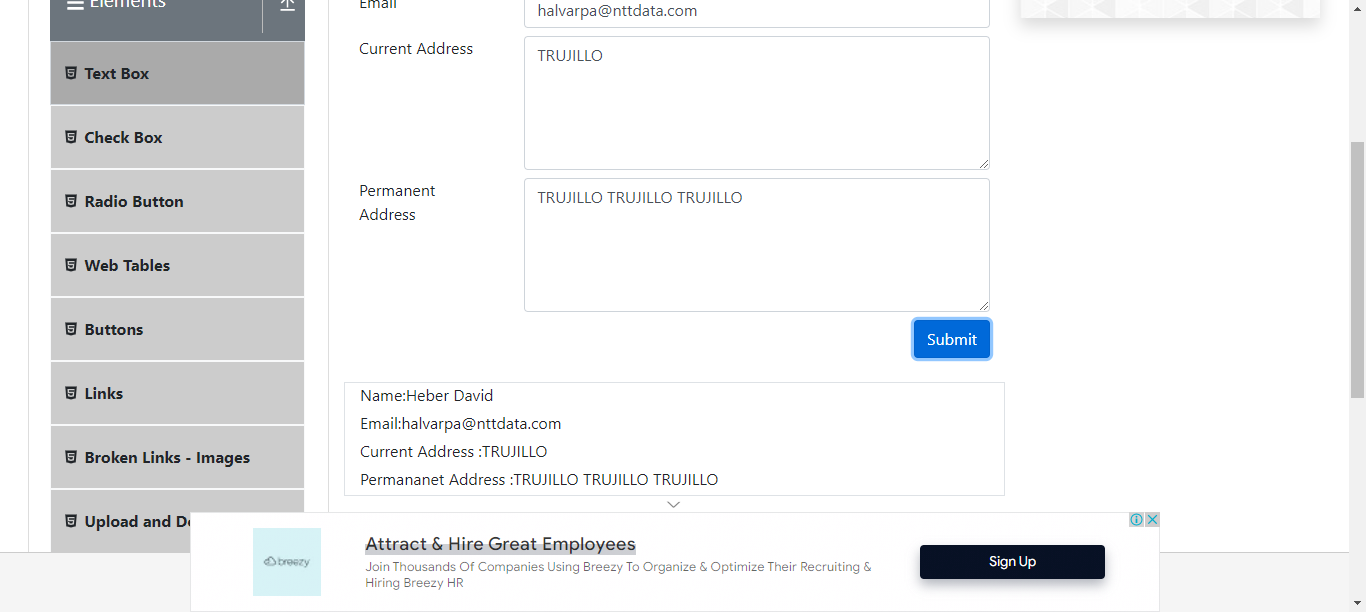 Elements
Text Box
Check Box
Radio Button
Web Tables
Buttons
Links
Broken Links - Images
Upload and Do
Email
halvarpa@nttdata.com
Current Address
TRUJILLO
Permanent
Address
TRUJILLO TRUJILLO TRUJILLO
Submit
Name:Heber David
Email:halvarpa@nttdata.com
Current Address :TRUJILLO
Permananet Address :TRUJILLO TRUJILLO TRUJILLO
breezy
Attract & Hire Great Employees
Join Thousands Of Companies Using Breezy To Organize & Optimize Their Recruiting &
Hiring Breezy HR
Sign Up